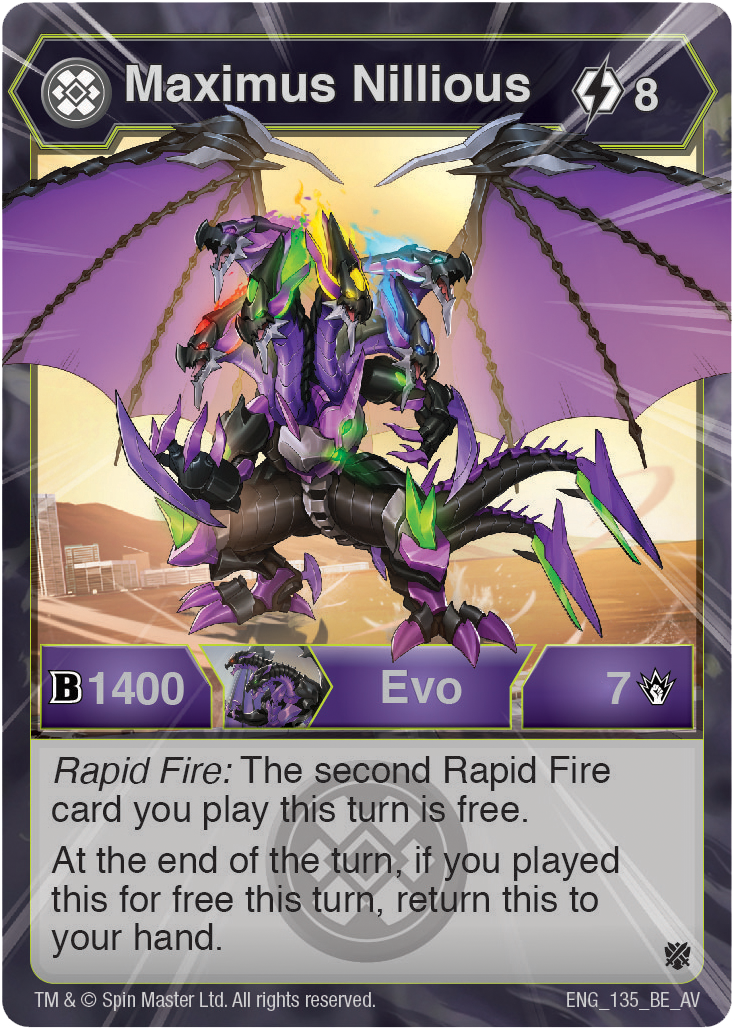 Maximus Nillious
8
B 1400
Evo
7
Rapid Fire: The second Rapid Fire
card you play this turn is free.
At the end of the turn, if you played
this for free this turn, return this to
your hand.
TM & © Spin Master Ltd. All rights reserved.
ENG_135_BE_AV